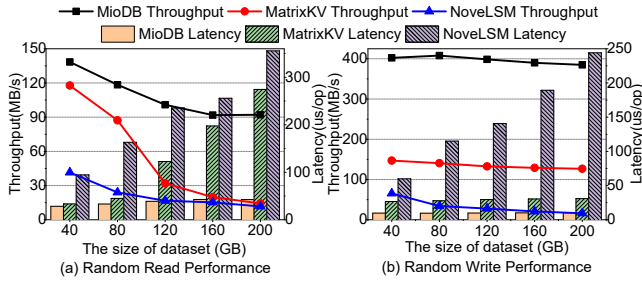 MioDB Throughput MatrixKV Throughput NoveLSM Throughput
MioDB Latency MatrixKV Latency NoveLSM Latency
150
120
90
60
30
0
Throughput(MB/s)
300
200
100
0
Latency(us/op)
40 80 120 160 200
The size of dataset (GB)
(a) Random Read Performance
400
300
200
100
0
Throughput(MB/s)
250
200
150
100
50
0
Latency(us/op)
40 80 120 160 200
The size of dataset (GB)
(b) Random Write Performance